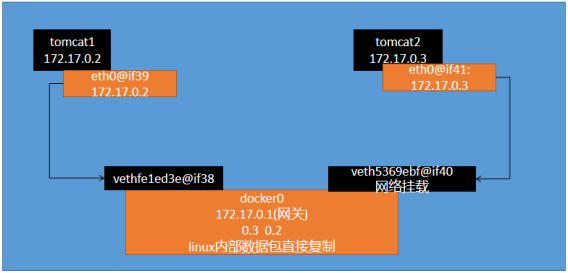 tomcat1
172.17.0.2
eth0@if39
172.17.0.2
tomcat2
172.17.0.3
eth0@if41:
172.17.0.3
vethfe1ed3e@if38
veth5369ebf@if40
网络挂载
docker0
172.17.0.1(网关)
0.3 0.2
linux内部数据包直接复制